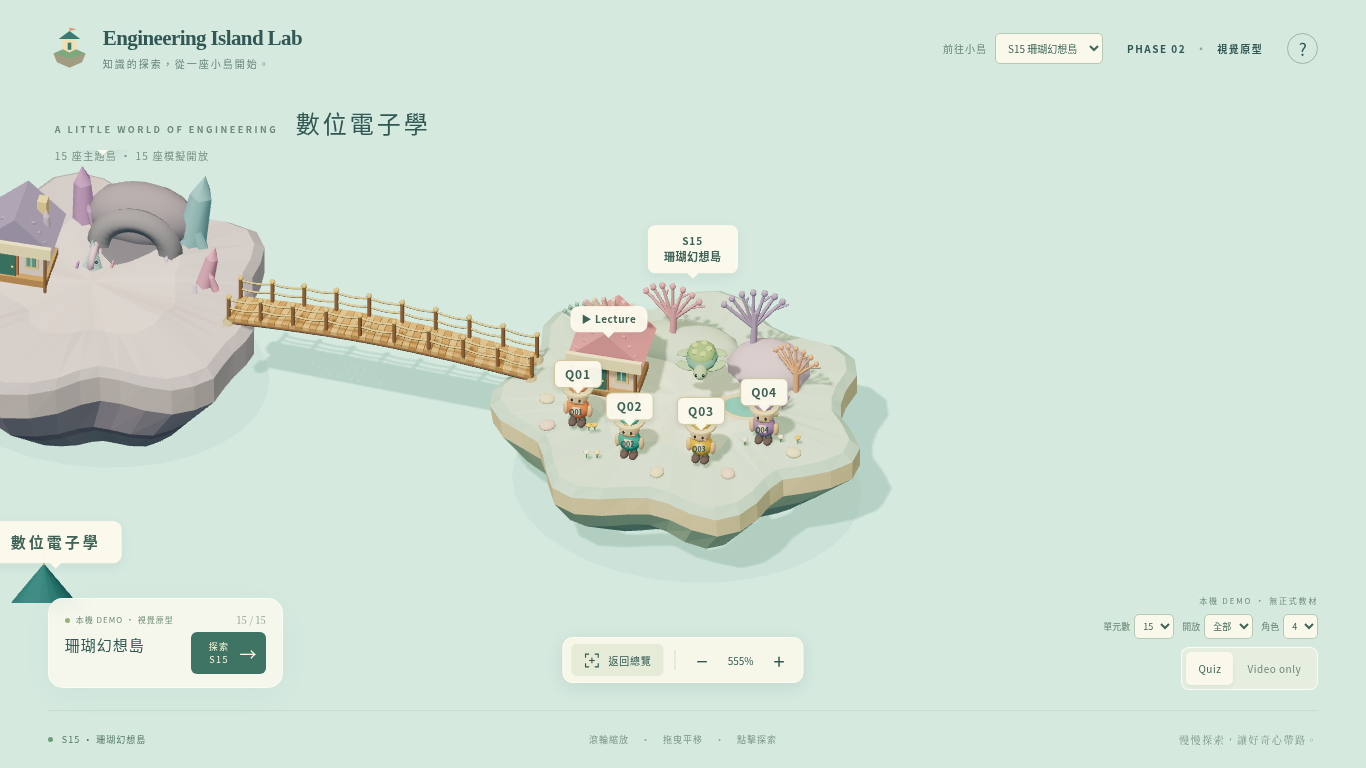 Engineering Island Lab
知識的探索，從一座小島開始。
前往小島
S15 珊瑚幻想島
PHASE 02 · 視覺原型
?
A LITTLE WORLD OF ENGINEERING
數位電子學
15 座主題島 · 15 座模擬開放
S15
珊瑚幻想島
▶ Lecture
Q01
Q02
Q03
Q04
Q01
Q02
Q03
Q04
數位電子學
本機 DEMO · 視覺原型
15 / 15
珊瑚幻想島
探索
S15
→
返回總覽
− 555% +
本機 DEMO · 無正式教材
單元數 15 開放 全部 角色 4
Quiz
Video only
S15 · 珊瑚幻想島
滾輪縮放 · 拖曳平移 · 點擊探索
慢慢探索，讓好奇心帶路。